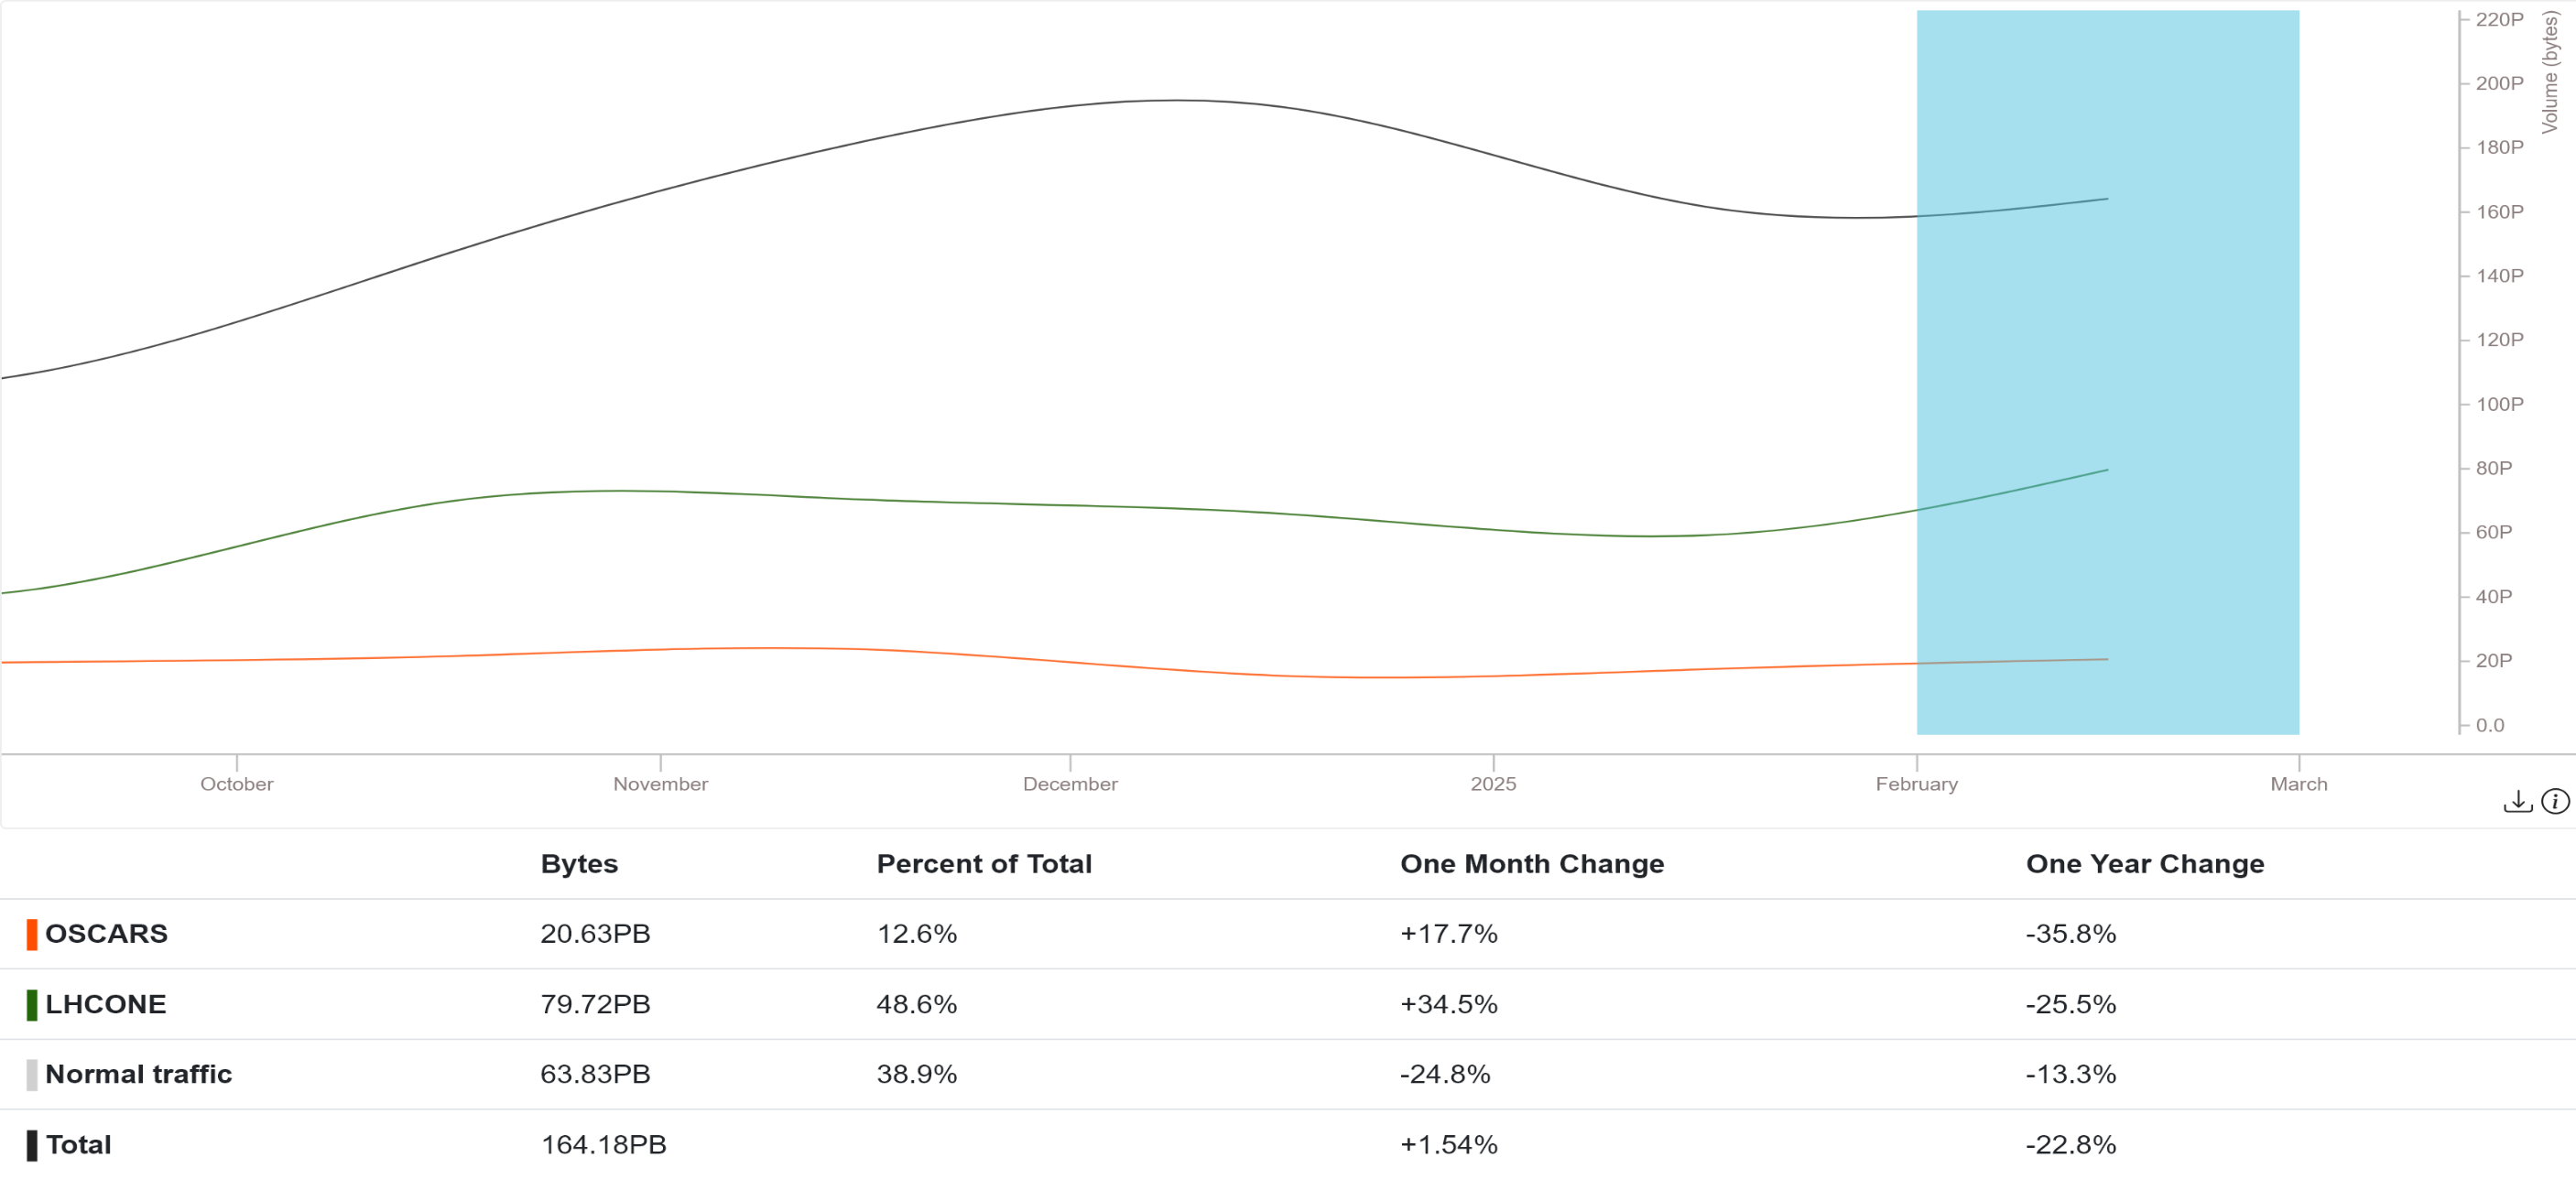 220P
200P
180P
160P
140P
120P
100P
80P
60P
40P
20P
0.0
Volume (bytes)
October November December 2025 February March
i
Bytes Percent of Total One Month Change One Year Change
OSCARS 20.63PB 12.6% +17.7% -35.8%
LHCONE 79.72PB 48.6% +34.5% -25.5%
Normal traffic 63.83PB 38.9% -24.8% -13.3%
Total 164.18PB +1.54% -22.8%